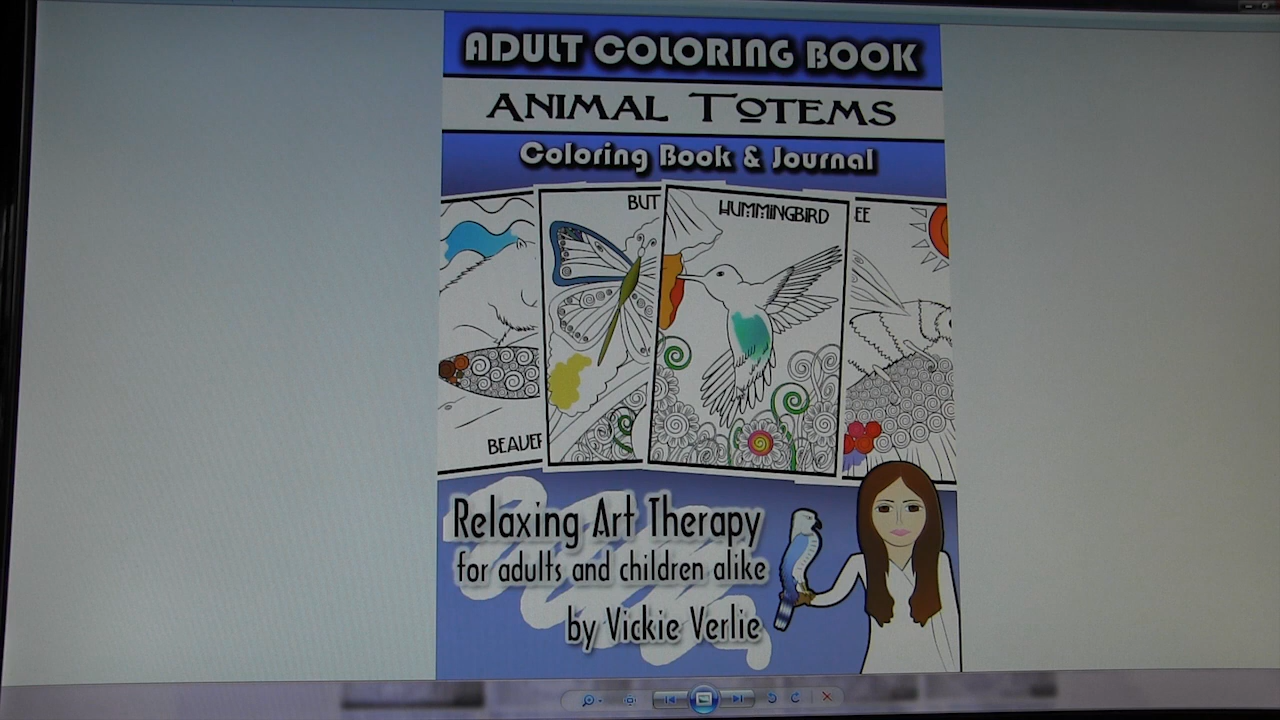 ADULT COLORING BOOK
ANIMAL TOTEMS
Coloring Book & Journal
BUT
HUMMINGBIRD
EE
BEAVER
Relaxing Art Therapy
for adults and children alike
by Vickie Verlie